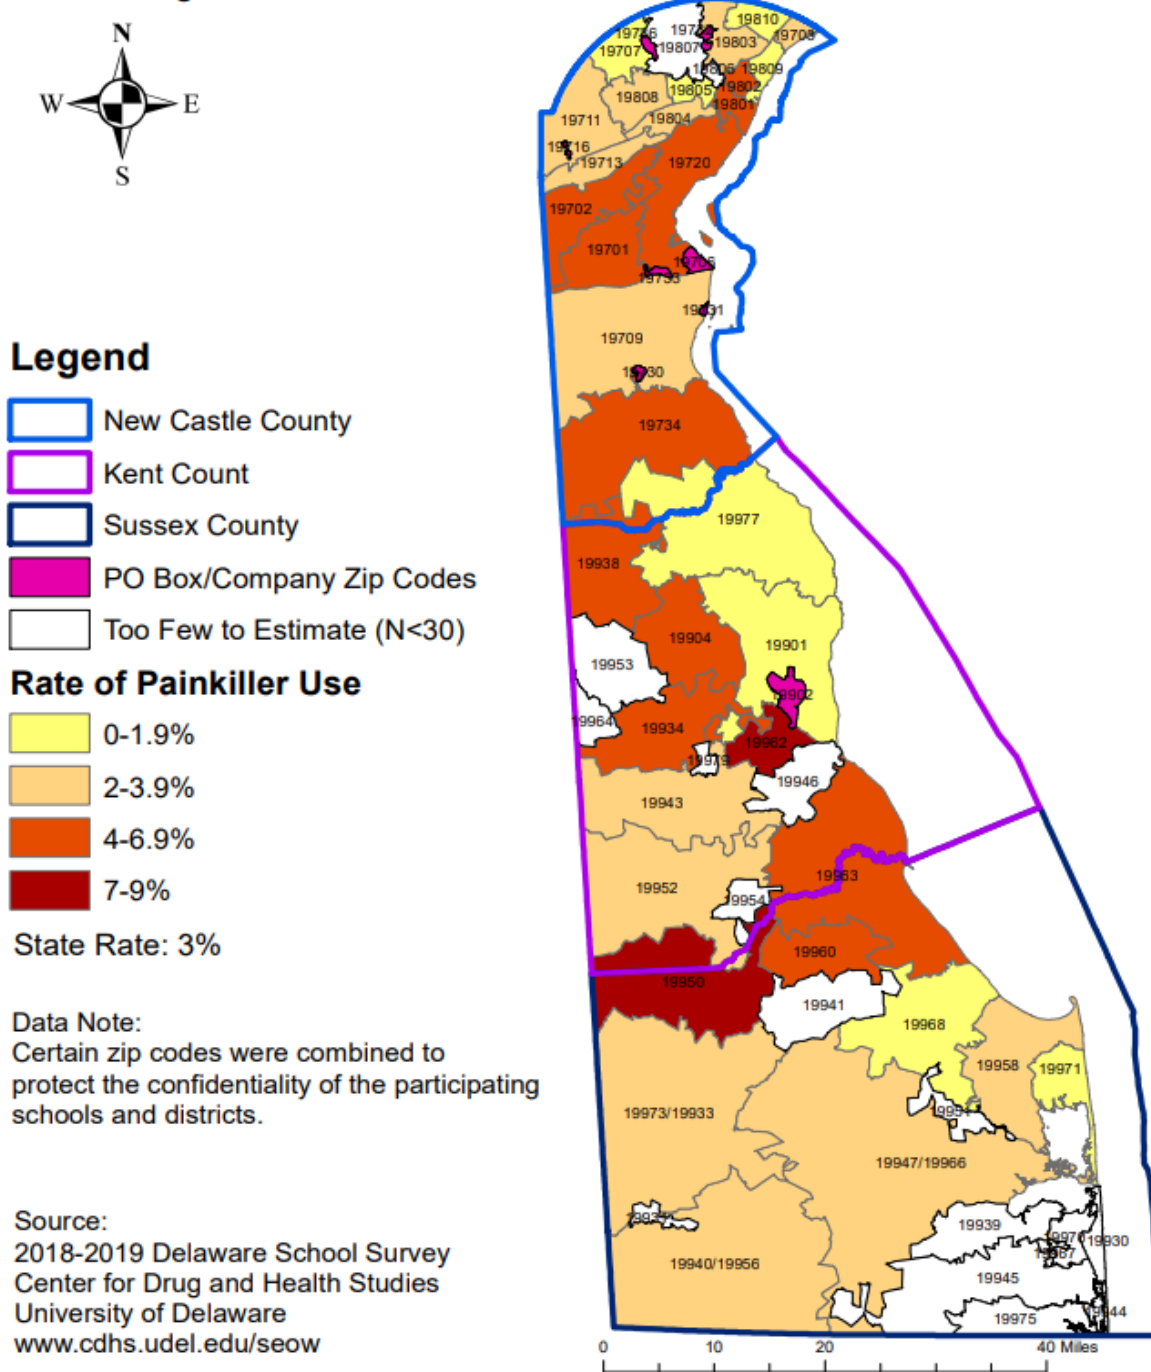 N
W
E
S
Legend
New Castle County
Kent Count
Sussex County
PO Box/Company Zip Codes
Too Few to Estimate (N<30)
Rate of Painkiller Use
0-1.9%
2-3.9%
4-6.9%
7-9%
State Rate: 3%
Data Note:
Certain zip codes were combined to
protect the confidentiality of the participating
schools and districts.
Source:
2018-2019 Delaware School Survey
Center for Drug and Health Studies
University of Delaware
www.cdhs.udel.edu/seow
19810
19707
19807
19803
19809
19808
19805
19802
19801
19711
19804
19713
19720
19702
19701
19709
19734
19977
19938
19904
19901
19953
19902
19964
19934
19962
19979
19946
19943
19963
19952
19954
19960
19950
19941
19968
19958
19971
19973/19933
19947/19966
19939
19930
19940/19956
19945
19975
0 10 20 40 Miles